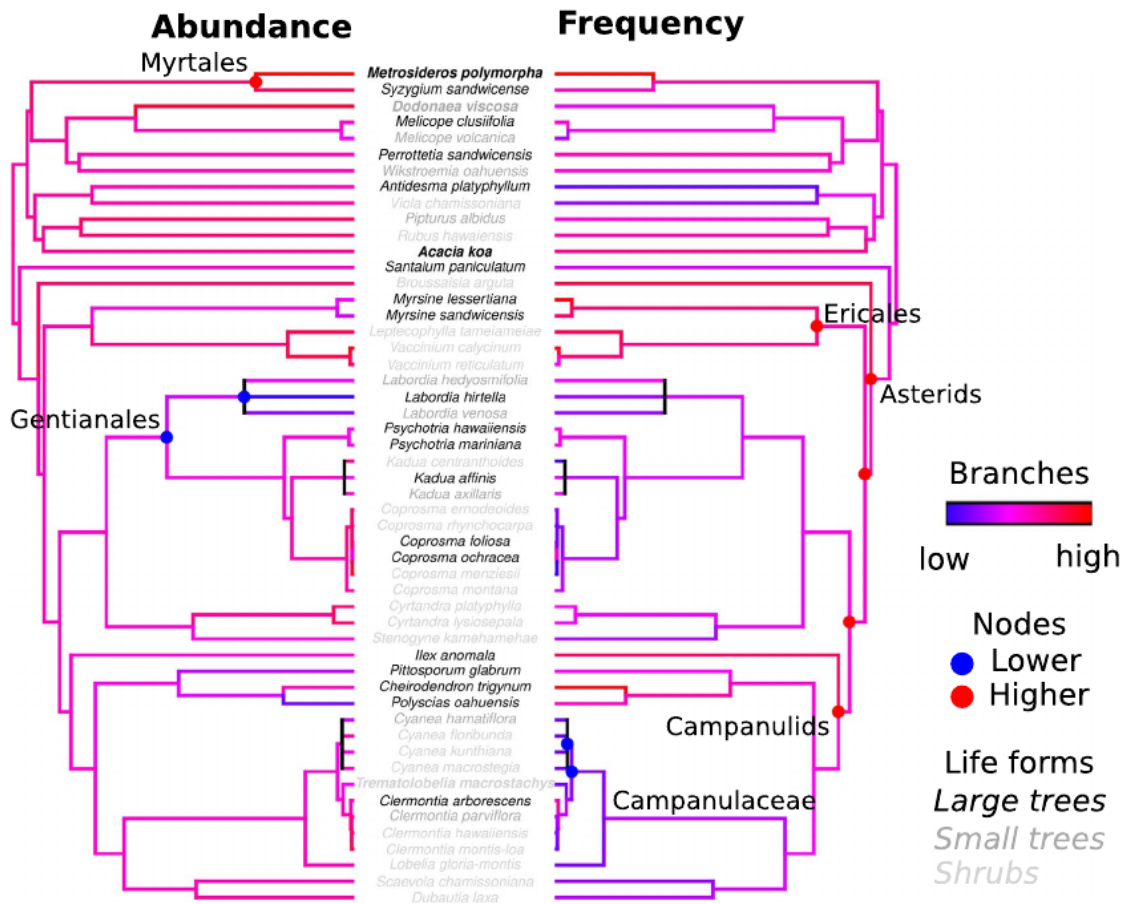 Abundance
Frequency
Myrtales
Metrosideros polymorpha
Syzygium sandwicense
Dodonaea viscosa
Melicope clusiifolia
Melicope volcanica
Perrottetia sandwicensis
Wikstroemia oahuensis
Antidesma platyphyllum
Viola chamissoniana
Pipturus albidus
Rubus hawaiensis
Acacia koa
Santalum paniculatum
Broussaisia arguta
Myrsine lessertiana
Ericales
Myrsine sandwicensis
Leptecophylla tameiameiae
Vaccinium calycinum
Vaccinium reticulatum
Labordia hedyosmifolia
Asterids
Labordia hirtella
Labordia venosa
Gentianales
Psychotria hawaiiensis
Psychotria mariniana
Kadua centranthoides
Kadua affinis
Kadua axillaris
Coprosma ernodeoides
Coprosma rhynchocarpa
Coprosma foliosa
Coprosma ochracea
Coprosma menziesii
Coprosma montana
Cyrtandra platyphylla
Cyrtandra lysiosepala
Stenogyne kamehamehae
Ilex anomala
Pittosporum glabrum
Cheirodendron trigynum
Polyscias oahuensis
Cyanea hamatiflora
Campanulids
Cyanea floribunda
Cyanea kunthiana
Cyanea macrostegia
Trematolobelia macrostachys
Clermontia arborescens
Campanulaceae
Clermontia parviflora
Clermontia hawaiiensis
Clermontia montis-loa
Lobelia gloria-montis
Scaevola chamissoniana
Dubautia laxa
Branches
low high
Nodes
Lower
Higher
Life forms
Large trees
Small trees
Shrubs